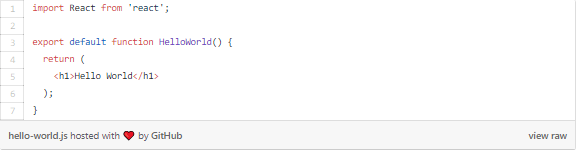 1 import React from 'react';
2
3 export default function HelloWorld() {
4   return (
5     <h1>Hello World</h1>
6   );
7 }
hello-world.js hosted with ❤ by GitHub view raw